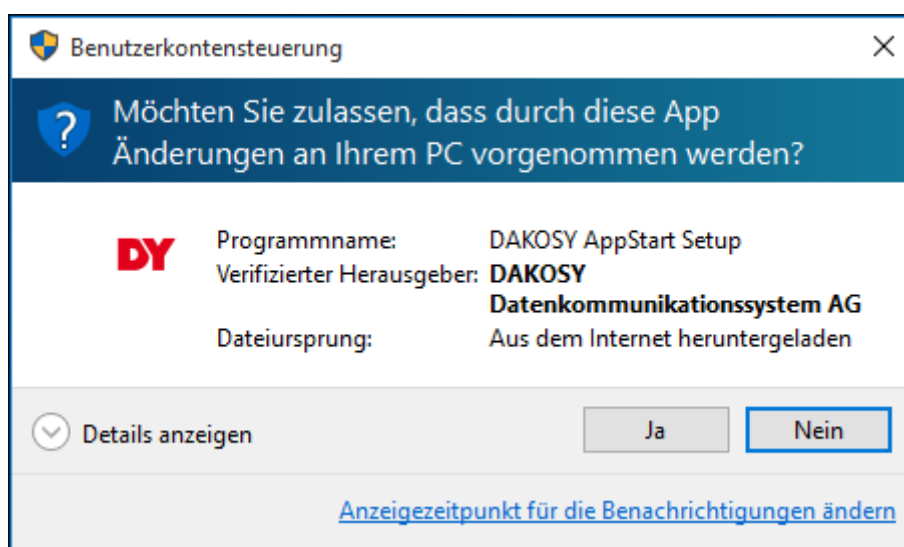 Benutzerkontensteuerung
Möchten Sie zulassen, dass durch diese App
Änderungen an Ihrem PC vorgenommen werden?
DY
Programmname: DAKOSY AppStart Setup
Verifizierter Herausgeber: DAKOSY
Datenkommunikationssystem AG
Dateiursprung: Aus dem Internet heruntergeladen
Details anzeigen Ja Nein
Anzeigezeitpunkt für die Benachrichtigungen ändern